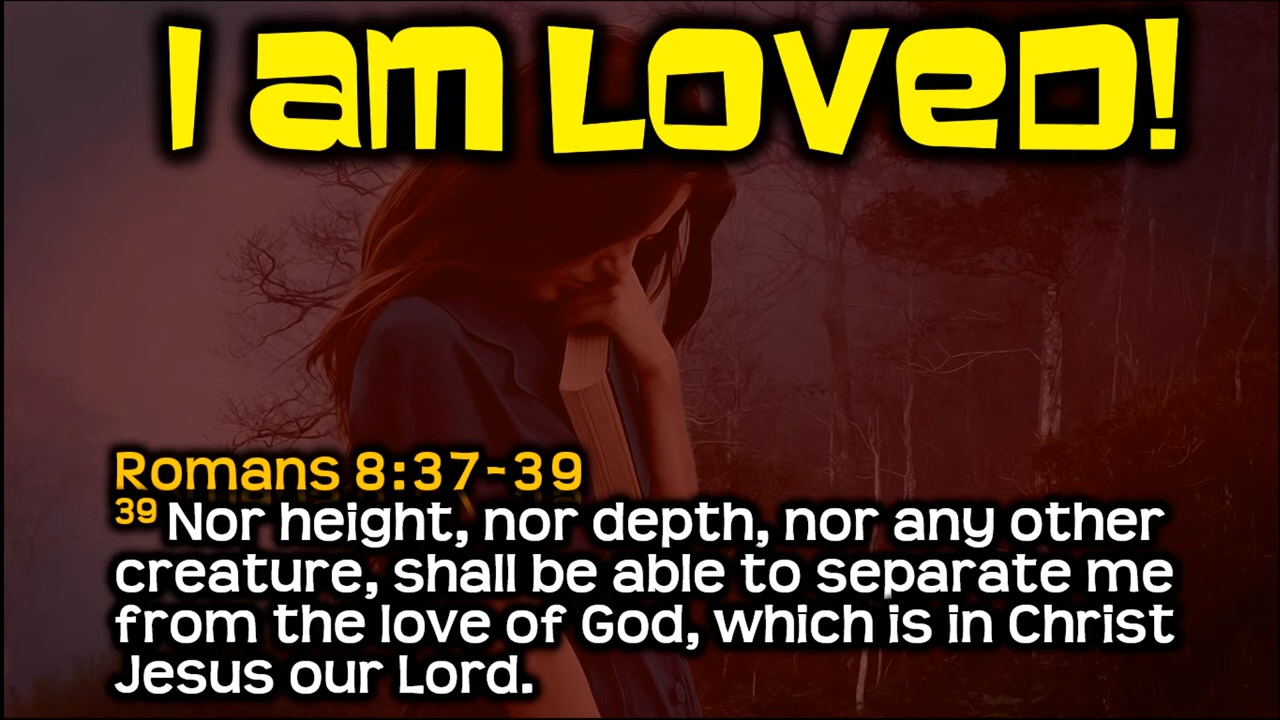 I am Loved!
Romans 8:37-39
39 Nor height, nor depth, nor any other
creature, shall be able to separate me
from the love of God, which is in Christ
Jesus our Lord.